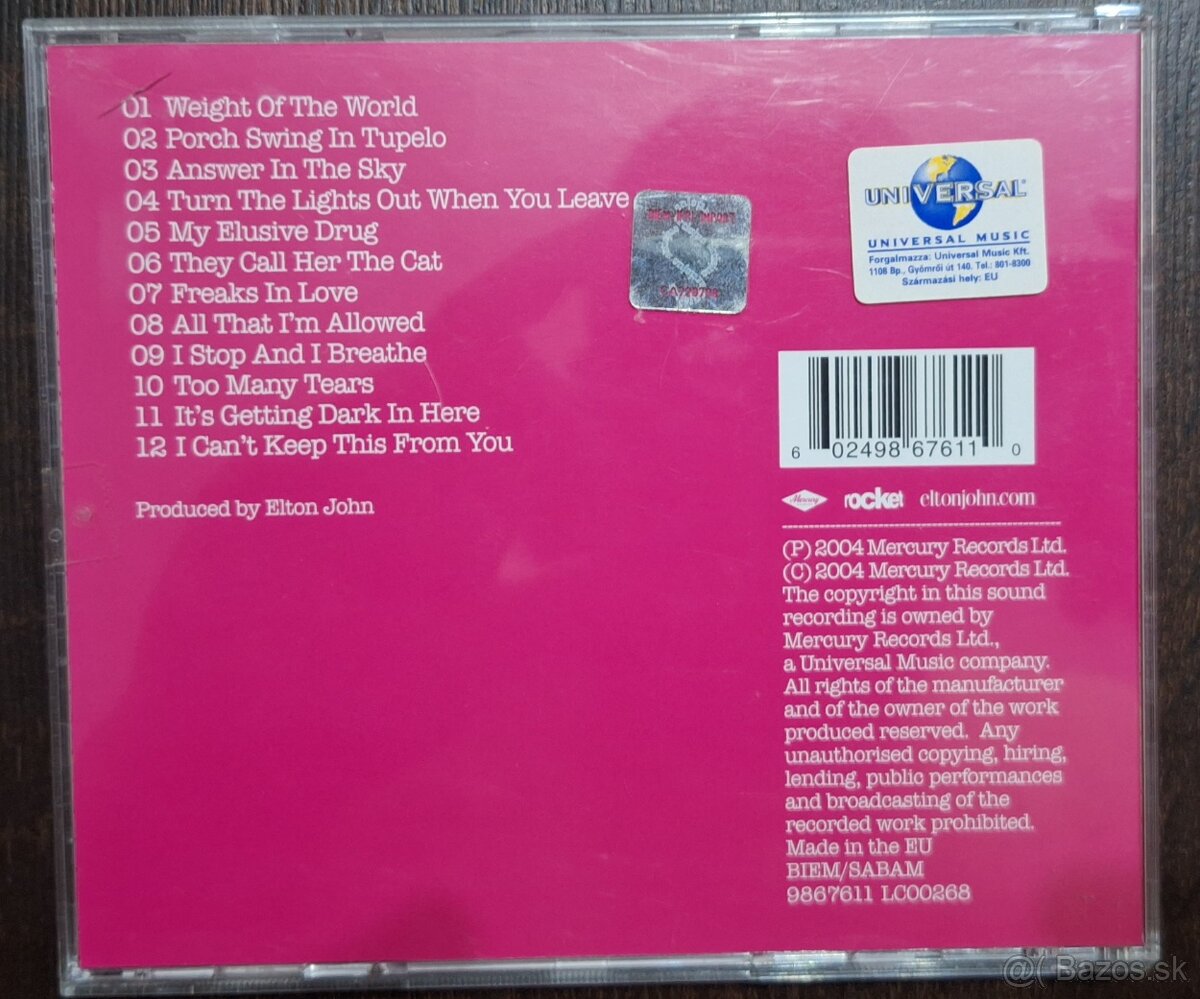 01 Weight Of The World
02 Porch Swing In Tupelo
03 Answer In The Sky
04 Turn The Lights Out When You Leave
05 My Elusive Drug
06 They Call Her The Cat
07 Freaks In Love
08 All That I'm Allowed
09 I Stop And I Breathe
10 Too Many Tears
11 It's Getting Dark In Here
12 I Can't Keep This From You
Produced by Elton John
UNIVERSAL
UNIVERSAL MUSIC
Forgalmazza: Universal Music Kft.
1108 Bp., Gyömrői út 140. Tel.: 801-8300
Származási hely: EU
6 02498 67611 0
Mercury rocket eltonjohn.com
(P) 2004 Mercury Records Ltd.
(C) 2004 Mercury Records Ltd.
The copyright in this sound
recording is owned by
Mercury Records Ltd.,
a Universal Music company.
All rights of the manufacturer
and of the owner of the work
produced reserved. Any
unauthorised copying, hiring,
lending, public performances
and broadcasting of the
recorded work prohibited.
Made in the EU
BIEM/SABAM
9867611 LC00268
@( Bazos.sk